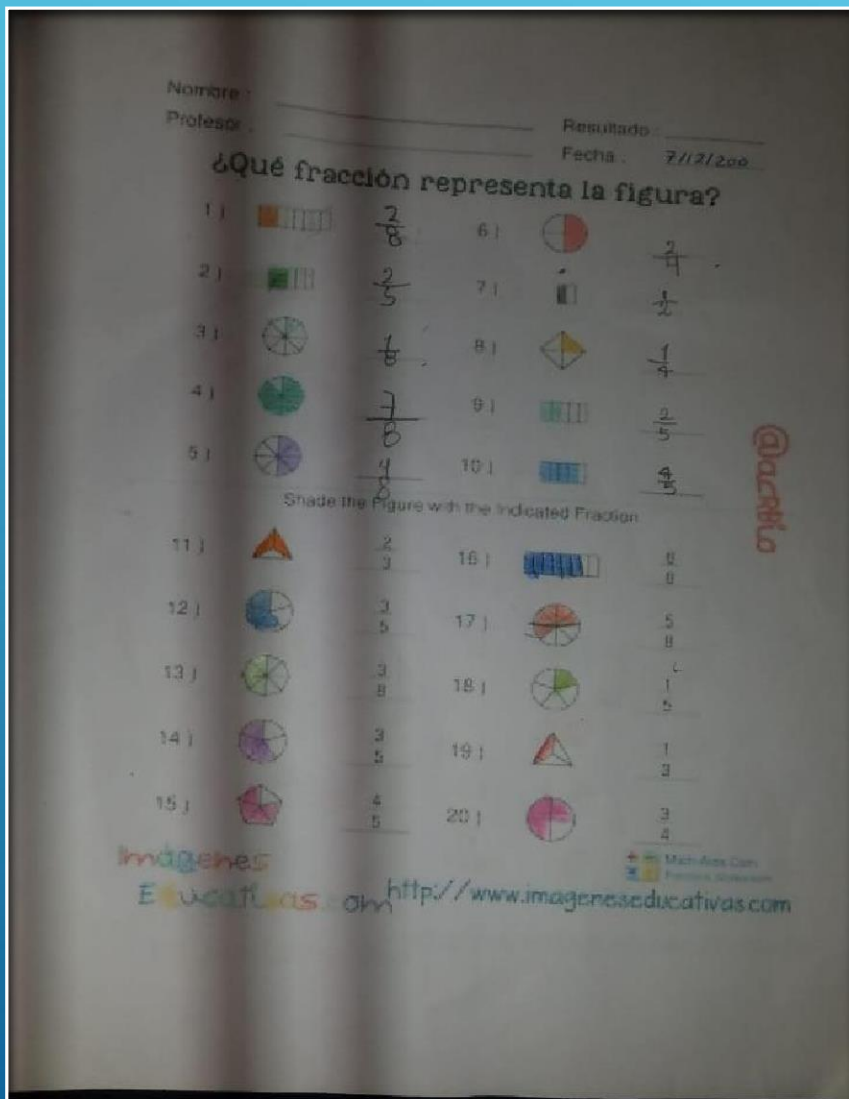 Nombre :
Profesor :
Resultado :
Fecha : 7/12/200
¿Qué fracción representa la figura?
1 ) 2/8
2 ) 2/5
3 ) 1/8
4 ) 7/8
5 ) 4/8
6 ) 2/4
7 ) 1/2
8 ) 1/4
9 ) 2/5
10 ) 4/5
@acrbio
Shade the Figure with the Indicated Fraction
11 ) 2/3
12 ) 3/5
13 ) 3/8
14 ) 3/5
15 ) 4/5
16 )
17 ) 5/8
18 ) 1/5
19 ) 1/3
20 ) 3/4
Imágenes
Educativas.com
http://www.imageneseducativas.com